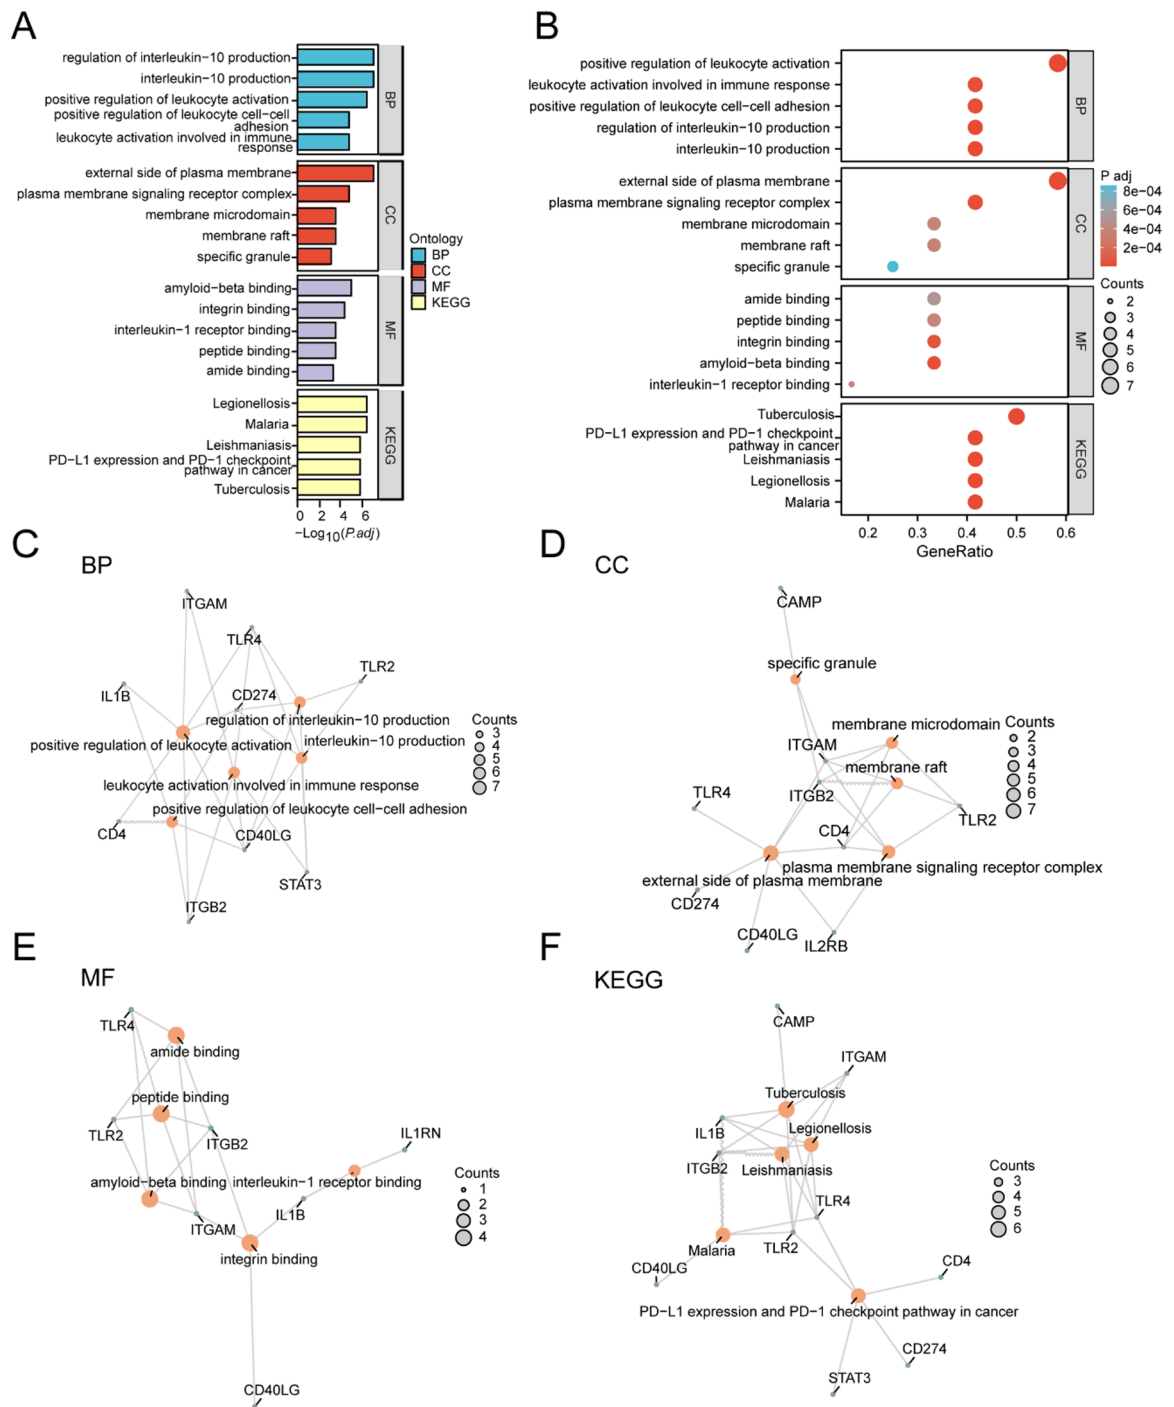 A
regulation of interleukin−10 production
interleukin−10 production
positive regulation of leukocyte activation
positive regulation of leukocyte cell−cell
adhesion
leukocyte activation involved in immune
response
BP
external side of plasma membrane
plasma membrane signaling receptor complex
membrane microdomain
membrane raft
specific granule
CC
amyloid−beta binding
integrin binding
interleukin−1 receptor binding
peptide binding
amide binding
MF
Legionellosis
Malaria
Leishmaniasis
PD−L1 expression and PD−1 checkpoint
pathway in cancer
Tuberculosis
KEGG
0 2 4 6
−Log10(P.adj)
Ontology
BP
CC
MF
KEGG
B
positive regulation of leukocyte activation
leukocyte activation involved in immune response
positive regulation of leukocyte cell−cell adhesion
regulation of interleukin−10 production
interleukin−10 production
BP
external side of plasma membrane
plasma membrane signaling receptor complex
membrane microdomain
membrane raft
specific granule
CC
amide binding
peptide binding
integrin binding
amyloid−beta binding
interleukin−1 receptor binding
MF
Tuberculosis
PD−L1 expression and PD−1 checkpoint
pathway in cancer
Leishmaniasis
Legionellosis
Malaria
KEGG
0.2 0.3 0.4 0.5 0.6
GeneRatio
P adj
8e−04
6e−04
4e−04
2e−04
Counts
2
3
4
5
6
7
C
BP
ITGAM
TLR4
TLR2
IL1B
CD274
regulation of interleukin−10 production
positive regulation of leukocyte activation
interleukin−10 production
leukocyte activation involved in immune response
positive regulation of leukocyte cell−cell adhesion
CD4
CD40LG
STAT3
ITGB2
Counts
3
4
5
6
7
D
CC
CAMP
specific granule
membrane microdomain
ITGAM
membrane raft
ITGB2
TLR4
TLR2
CD4
plasma membrane signaling receptor complex
external side of plasma membrane
CD274
CD40LG
IL2RB
Counts
2
3
4
5
6
7
E
MF
TLR4
amide binding
peptide binding
TLR2
ITGB2
IL1RN
amyloid−beta binding
interleukin−1 receptor binding
IL1B
ITGAM
integrin binding
CD40LG
Counts
1
2
3
4
F
KEGG
CAMP
ITGAM
Tuberculosis
IL1B
Legionellosis
ITGB2
Leishmaniasis
TLR4
Malaria
TLR2
CD40LG
CD4
PD−L1 expression and PD−1 checkpoint pathway in cancer
CD274
STAT3
Counts
3
4
5
6